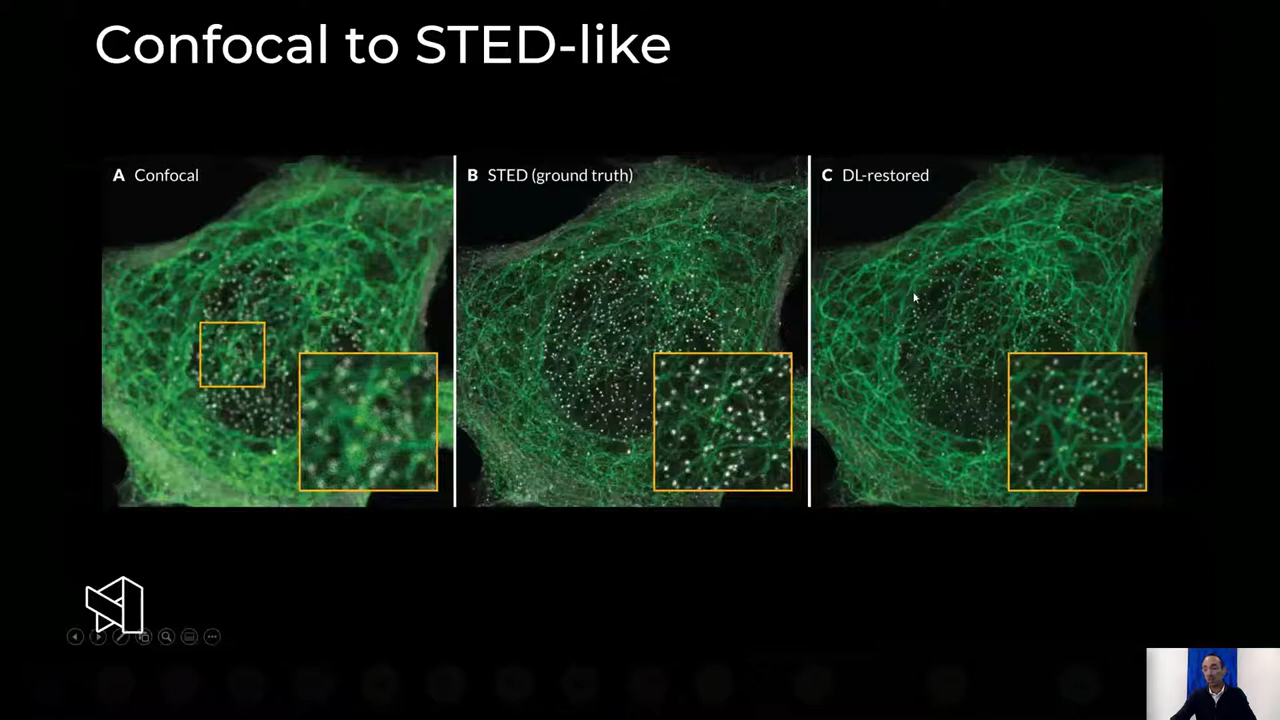 Confocal to STED-like
A Confocal
B STED (ground truth)
C DL-restored